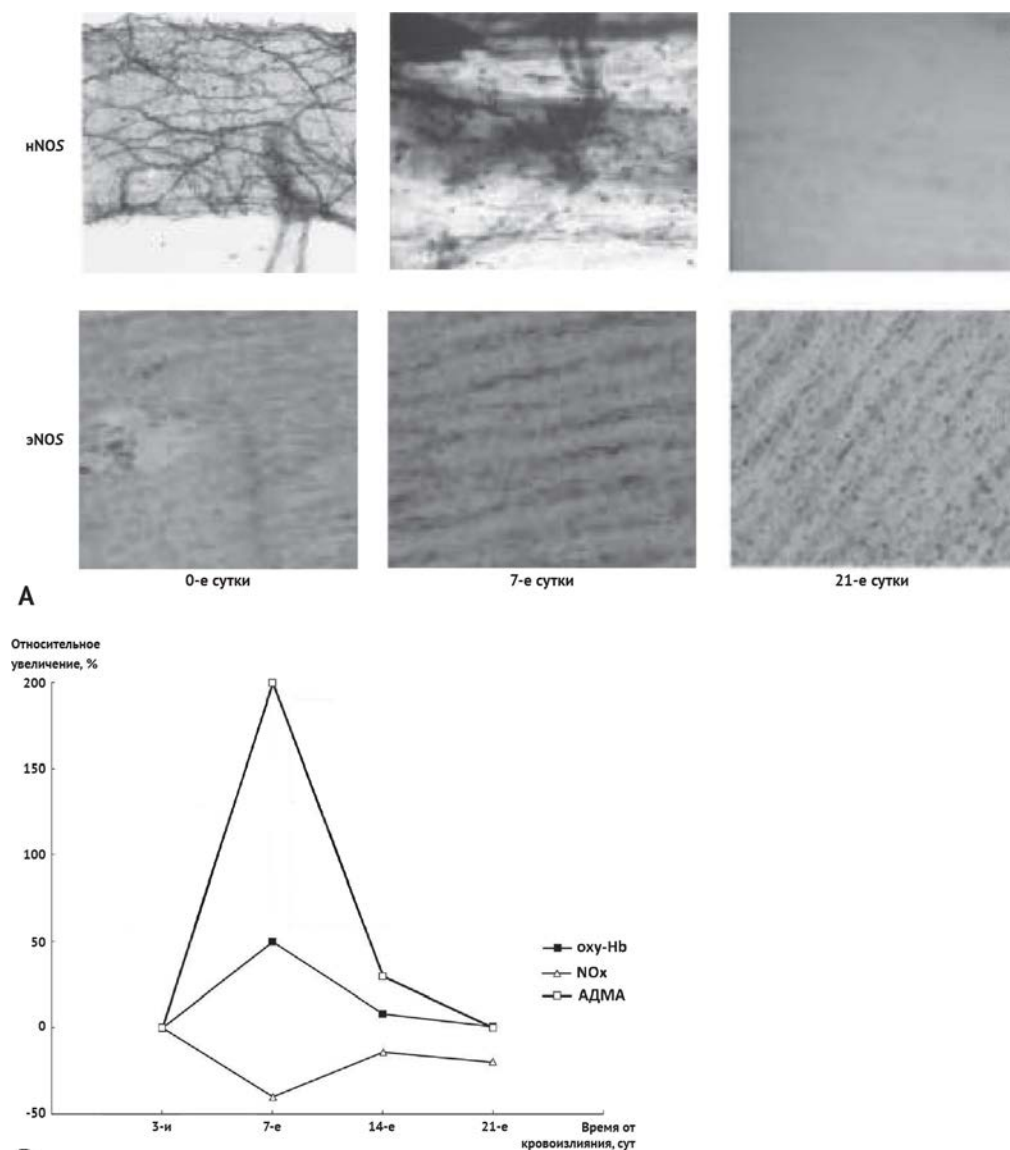 нNOS
эNOS
0-е сутки
7-е сутки
21-е сутки
А
Относительное
увеличение, %
200
150
100
50
0
-50
oxy-Hb
NOx
АДМА
3-и
7-е
14-е
21-е
Время от
кровоизлияния, сут